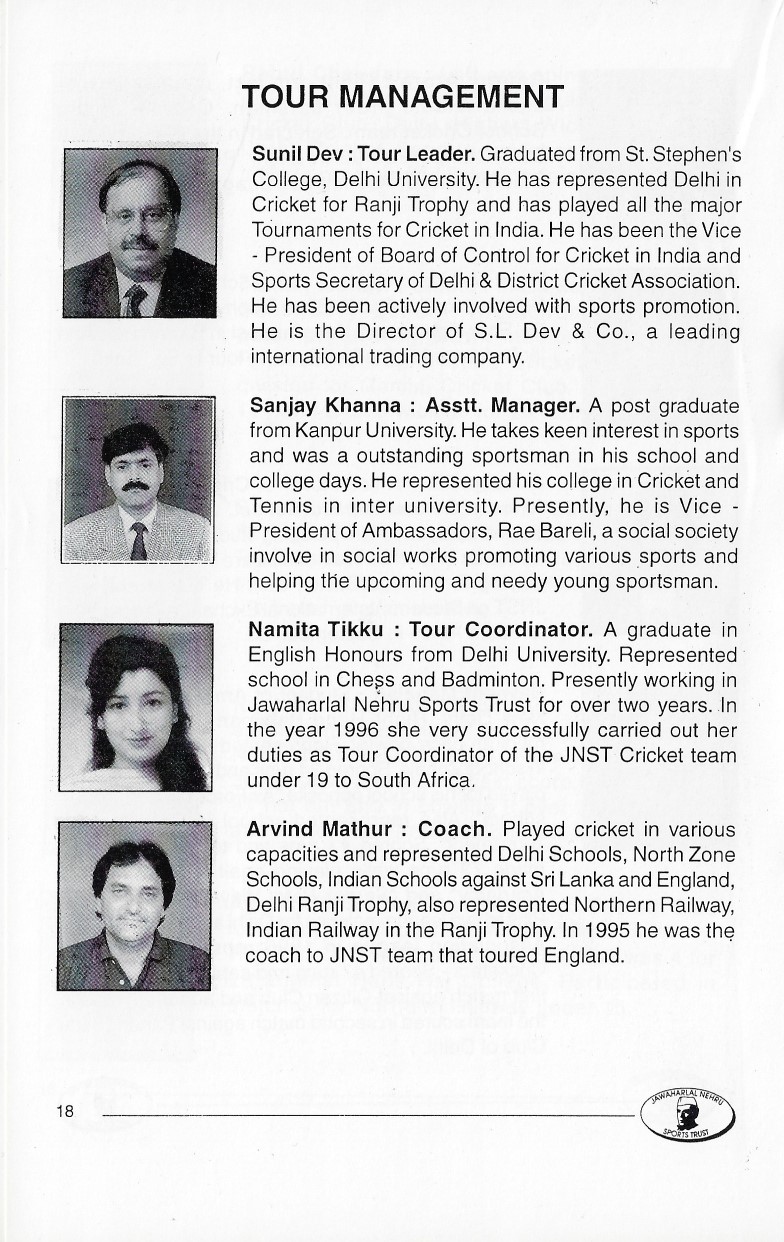 TOUR MANAGEMENT
Sunil Dev : Tour Leader. Graduated from St. Stephen's
College, Delhi University. He has represented Delhi in
Cricket for Ranji Trophy and has played all the major
Tournaments for Cricket in India. He has been the Vice
- President of Board of Control for Cricket in India and
Sports Secretary of Delhi & District Cricket Association.
He has been actively involved with sports promotion.
He is the Director of S.L. Dev & Co., a leading
international trading company.
Sanjay Khanna : Asstt. Manager. A post graduate
from Kanpur University. He takes keen interest in sports
and was a outstanding sportsman in his school and
college days. He represented his college in Cricket and
Tennis in inter university. Presently, he is Vice -
President of Ambassadors, Rae Bareli, a social society
involve in social works promoting various sports and
helping the upcoming and needy young sportsman.
Namita Tikku : Tour Coordinator. A graduate in
English Honours from Delhi University. Represented
school in Chess and Badminton. Presently working in
Jawaharlal Nehru Sports Trust for over two years. In
the year 1996 she very successfully carried out her
duties as Tour Coordinator of the JNST Cricket team
under 19 to South Africa.
Arvind Mathur : Coach. Played cricket in various
capacities and represented Delhi Schools, North Zone
Schools, Indian Schools against Sri Lanka and England,
Delhi Ranji Trophy, also represented Northern Railway,
Indian Railway in the Ranji Trophy. In 1995 he was the
coach to JNST team that toured England.
18
JAWAHARLAL NEHRU
SPORTS TRUST